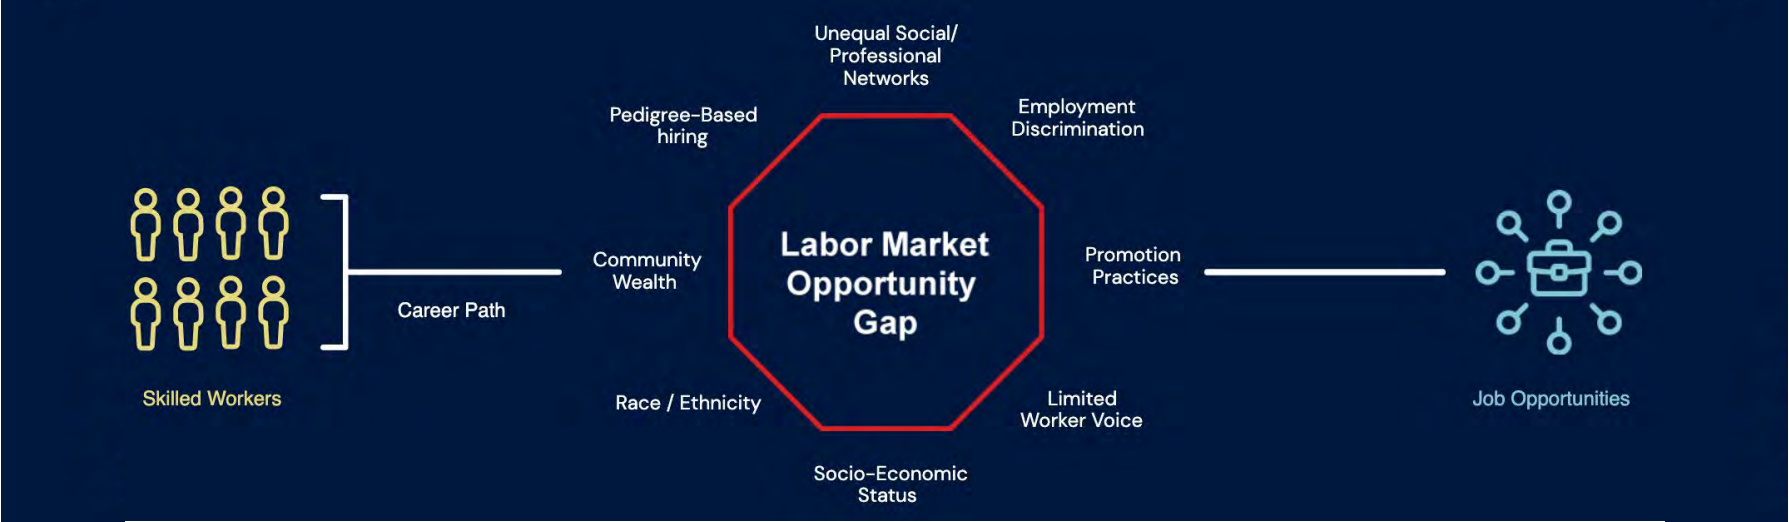 Unequal Social/
Professional
Networks
Pedigree-Based
hiring
Employment
Discrimination
Community
Wealth
Labor Market
Opportunity
Gap
Promotion
Practices
Career Path
Skilled Workers
Race / Ethnicity
Limited
Worker Voice
Job Opportunities
Socio-Economic
Status